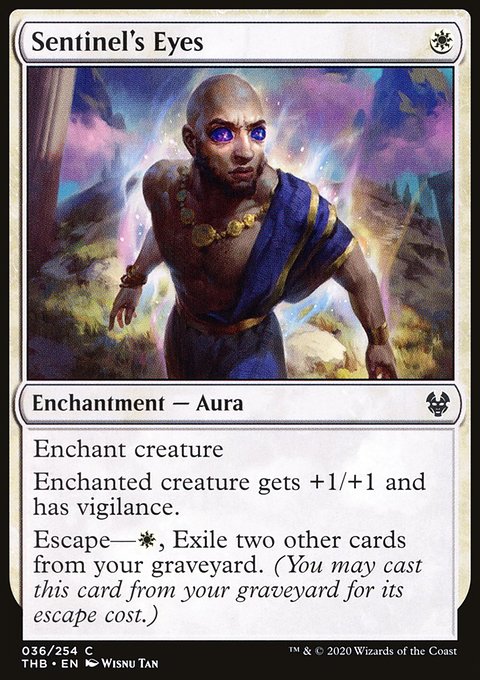 Sentinel's Eyes
Enchantment — Aura
Enchant creature
Enchanted creature gets +1/+1 and
has vigilance.
Escape—, Exile two other cards
from your graveyard. (You may cast
this card from your graveyard for its
escape cost.)
036/254 C
THB • EN Wisnu Tan
™ & © 2020 Wizards of the Coast